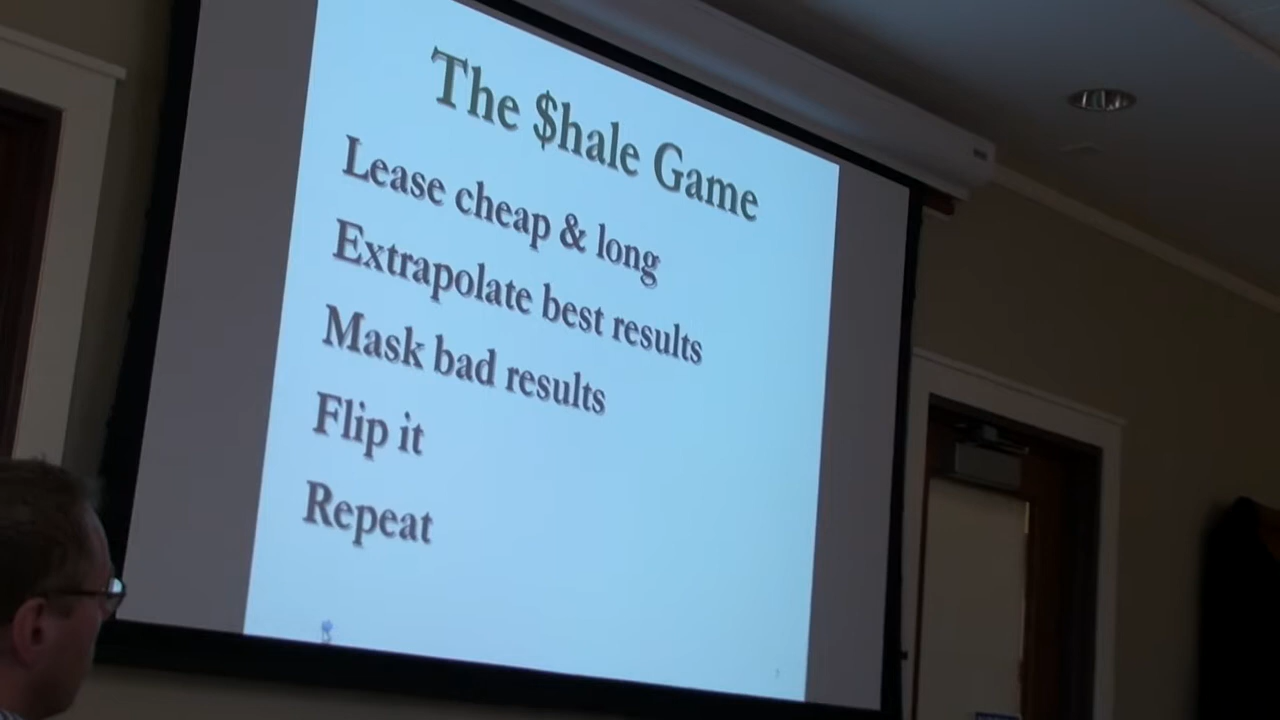 The $hale Game
Lease cheap & long
Extrapolate best results
Mask bad results
Flip it
Repeat